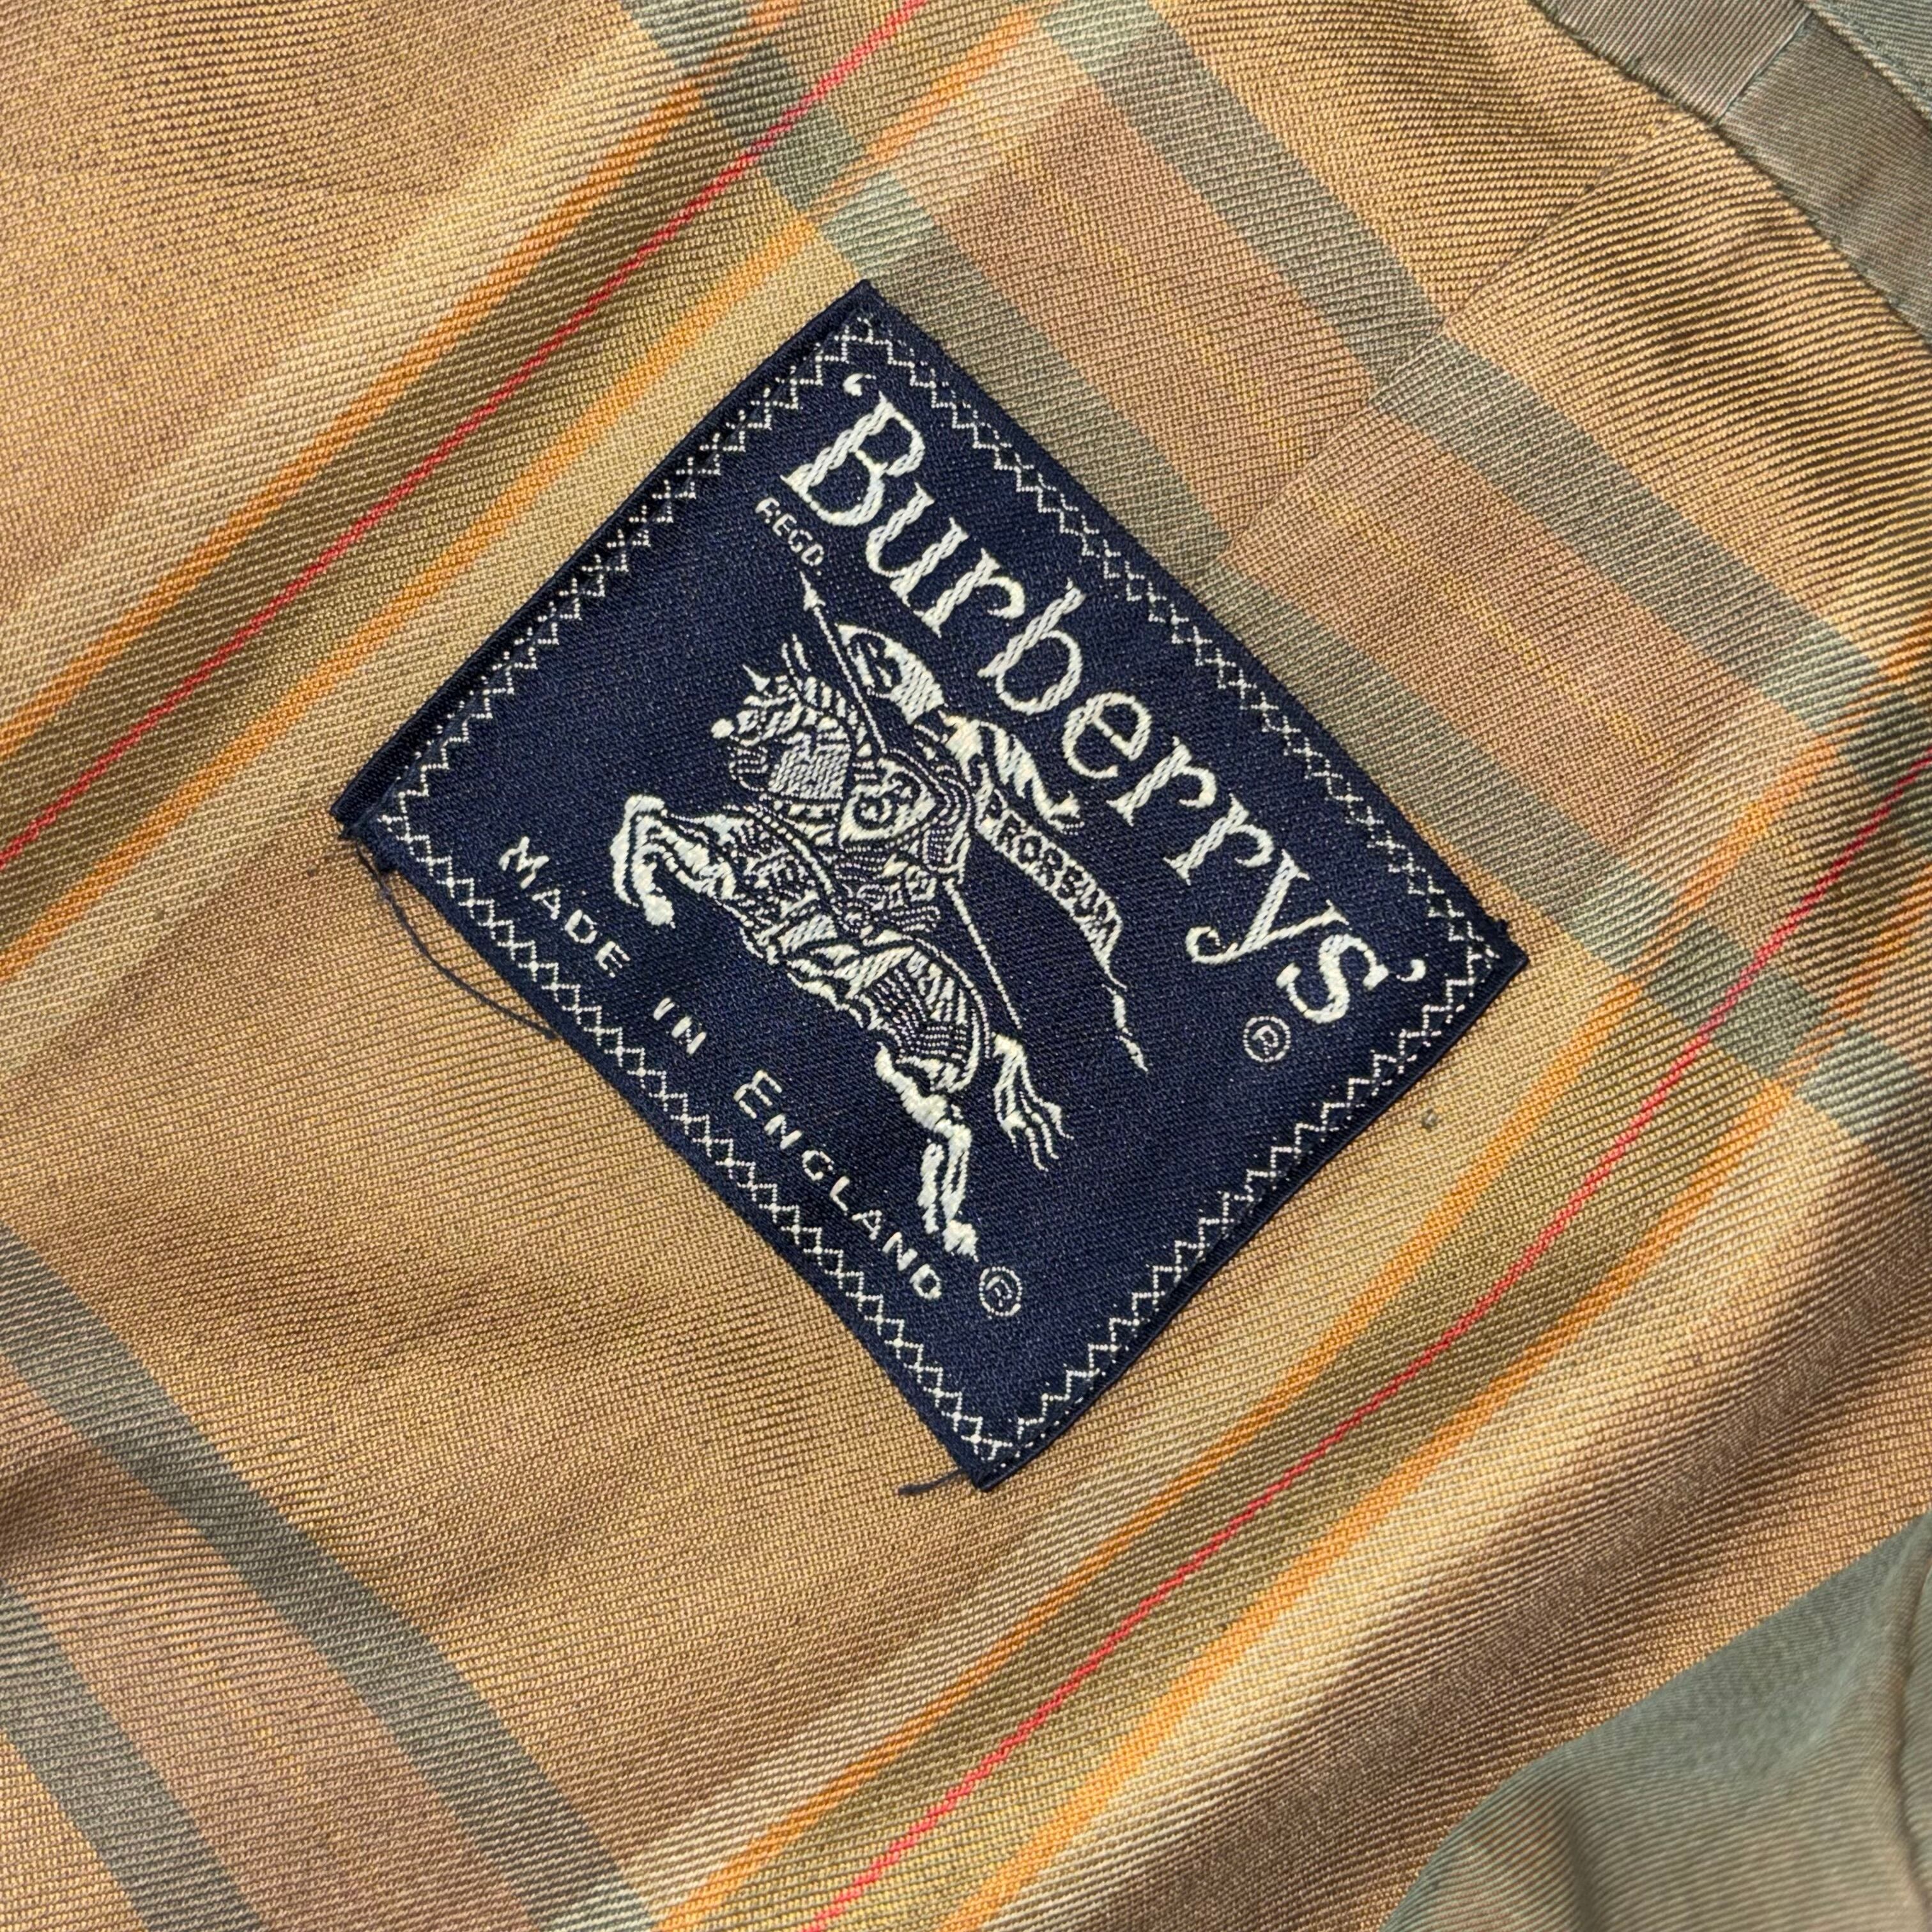 'Burberrys'
REGD. ®
B
PRORSUM
MADE IN ENGLAND ®